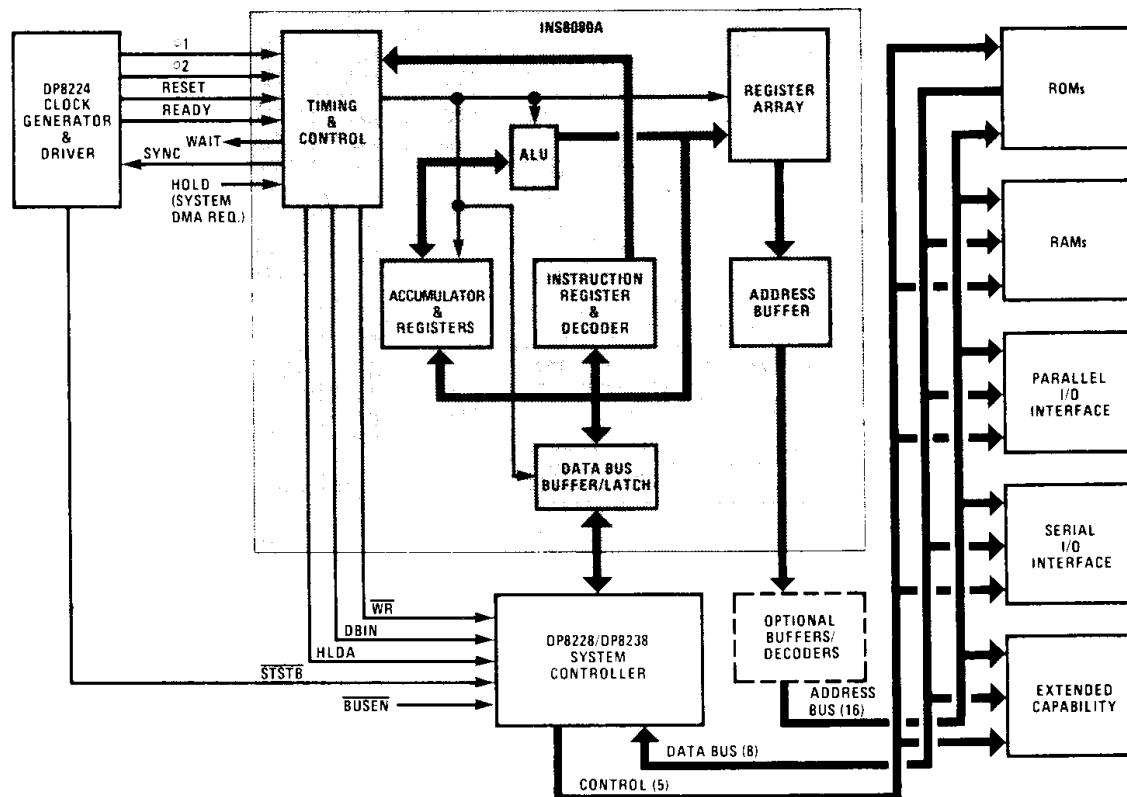 INS8080A
DP8224
CLOCK
GENERATOR
&
DRIVER
φ1
φ2
RESET
READY
WAIT
SYNC
HOLD
(SYSTEM
DMA REQ.)
TIMING
&
CONTROL
ALU
REGISTER
ARRAY
ACCUMULATOR
&
REGISTERS
INSTRUCTION
REGISTER
&
DECODER
ADDRESS
BUFFER
DATA BUS
BUFFER/LATCH
WR
DBIN
HLDA
STSTB
BUSEN
DP8228/DP8238
SYSTEM
CONTROLLER
OPTIONAL
BUFFERS/
DECODERS
ADDRESS
BUS (16)
DATA BUS (8)
CONTROL (5)
ROMs
RAMs
PARALLEL
I/O
INTERFACE
SERIAL
I/O
INTERFACE
EXTENDED
CAPABILITY